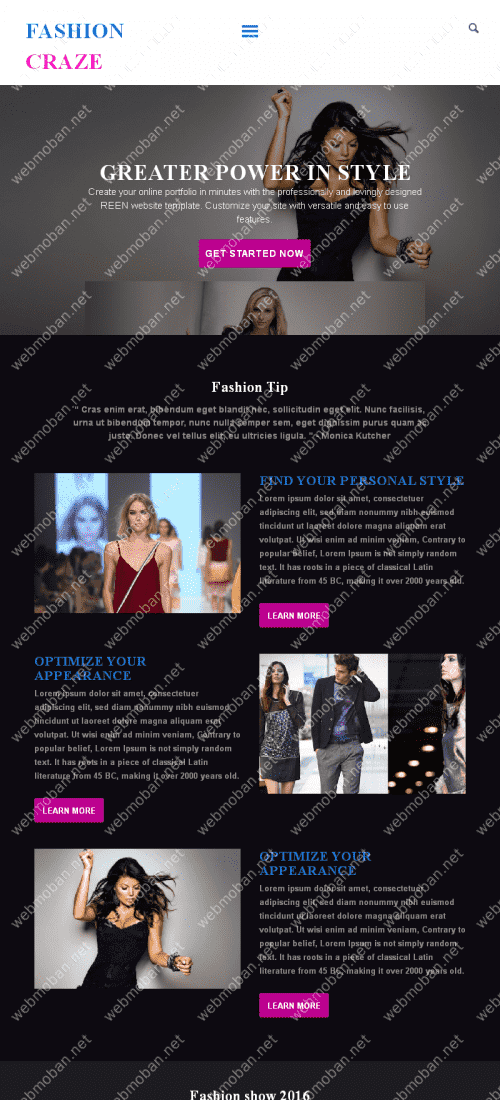 FASHION
CRAZE
GREATER POWER IN STYLE
Create your online portfolio in minutes with the professionally and lovingly designed
REEN website template. Customize your site with versatile and easy to use
features.
GET STARTED NOW
Fashion Tip
" Cras enim erat, bibendum eget blandit nec, sollicitudin eget elit. Nunc facilisis,
urna ut bibendum tempor, nunc nulla semper sem, eget dignissim purus quam ac
justo. Donec vel tellus elit, eu ultricies ligula. " - Monica Kutcher
FIND YOUR PERSONAL STYLE
Lorem ipsum dolor sit amet, consectetuer
adipiscing elit, sed diam nonummy nibh euismod
tincidunt ut laoreet dolore magna aliquam erat
volutpat. Ut wisi enim ad minim veniam, Contrary to
popular belief, Lorem Ipsum is not simply random
text. It has roots in a piece of classical Latin
literature from 45 BC, making it over 2000 years old.
LEARN MORE
OPTIMIZE YOUR
APPEARANCE
Lorem ipsum dolor sit amet, consectetuer
adipiscing elit, sed diam nonummy nibh euismod
tincidunt ut laoreet dolore magna aliquam erat
volutpat. Ut wisi enim ad minim veniam, Contrary to
popular belief, Lorem Ipsum is not simply random
text. It has roots in a piece of classical Latin
literature from 45 BC, making it over 2000 years old.
LEARN MORE
OPTIMIZE YOUR
APPEARANCE
Lorem ipsum dolor sit amet, consectetuer
adipiscing elit, sed diam nonummy nibh euismod
tincidunt ut laoreet dolore magna aliquam erat
volutpat. Ut wisi enim ad minim veniam, Contrary to
popular belief, Lorem Ipsum is not simply random
text. It has roots in a piece of classical Latin
literature from 45 BC, making it over 2000 years old.
LEARN MORE
Fashion show 2016
webmoban.net